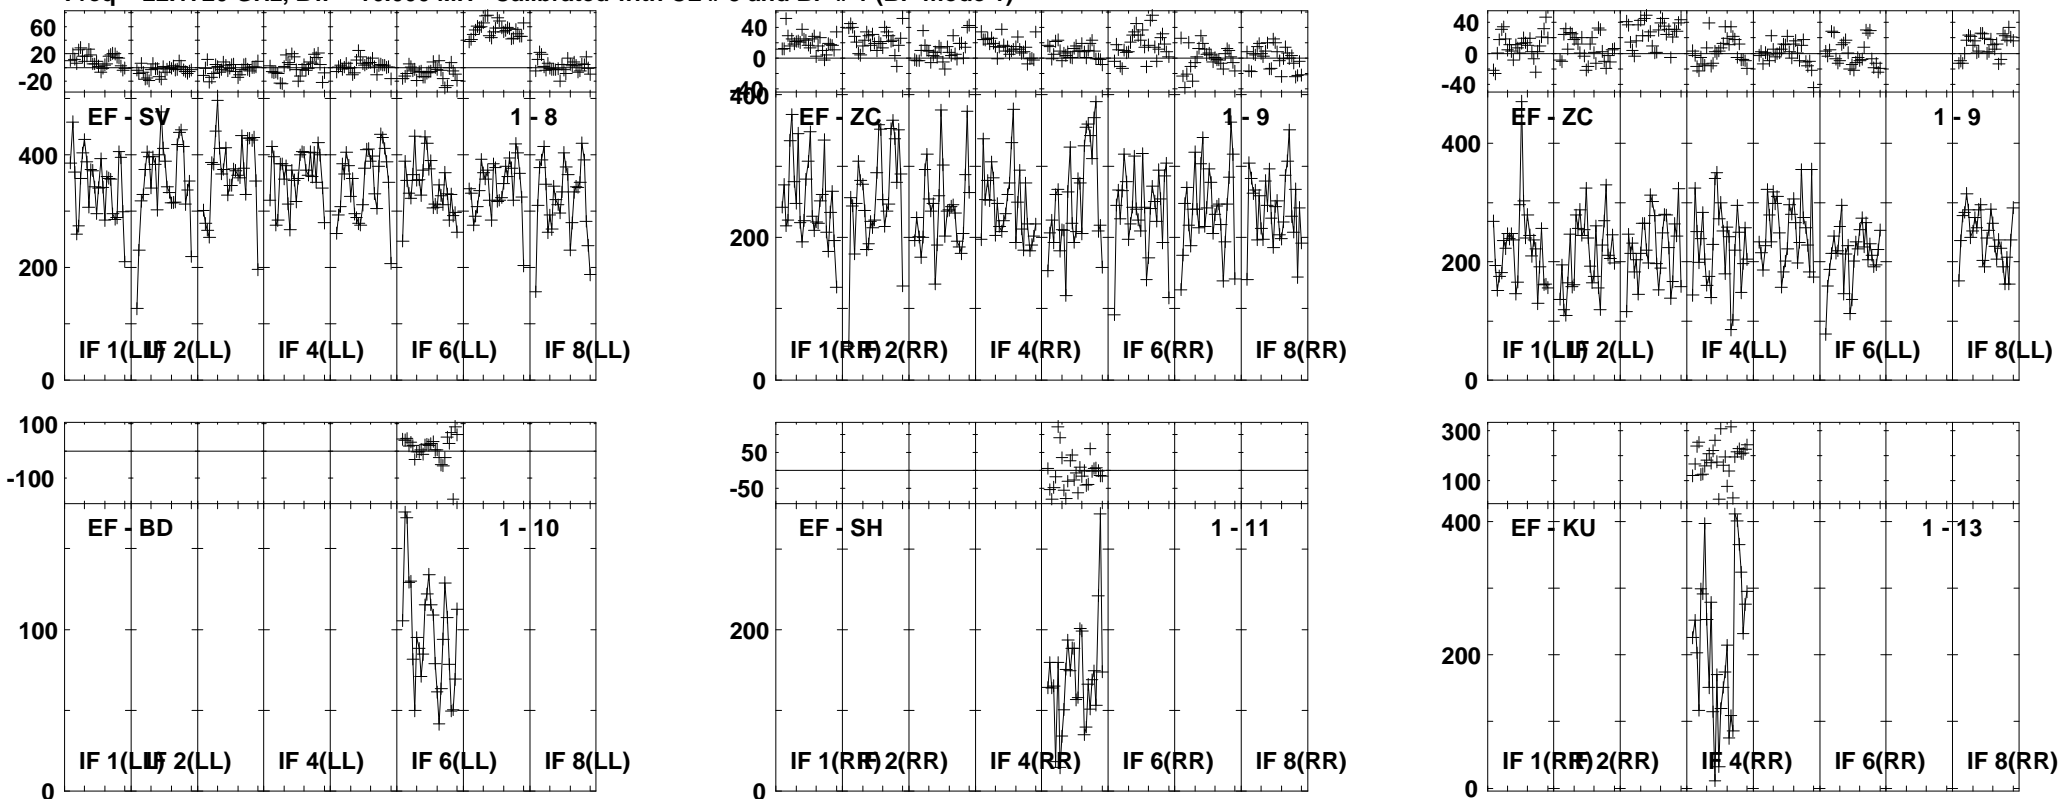 60
20
-20
EF - SV
1 - 8
400
200
0
IF 1(LL)
IF 2(LL)
IF 4(LL)
IF 6(LL)
IF 8(LL)
40
0
-40
400
EF - ZC
1 - 9
200
0
IF 1(RR)
IF 2(RR)
IF 4(RR)
IF 6(RR)
IF 8(RR)
40
0
-40
EF - ZC
1 - 9
400
200
0
IF 1(LL)
IF 2(LL)
IF 4(LL)
IF 6(LL)
IF 8(LL)
100
-100
EF - BD
1 - 10
100
0
IF 1(LL)
IF 2(LL)
IF 4(LL)
IF 6(LL)
IF 8(LL)
50
-50
EF - SH
1 - 11
200
0
IF 1(RR)
IF 2(RR)
IF 4(RR)
IF 6(RR)
IF 8(RR)
300
100
EF - KU
1 - 13
400
200
0
IF 1(RR)
IF 2(RR)
IF 4(RR)
IF 6(RR)
IF 8(RR)